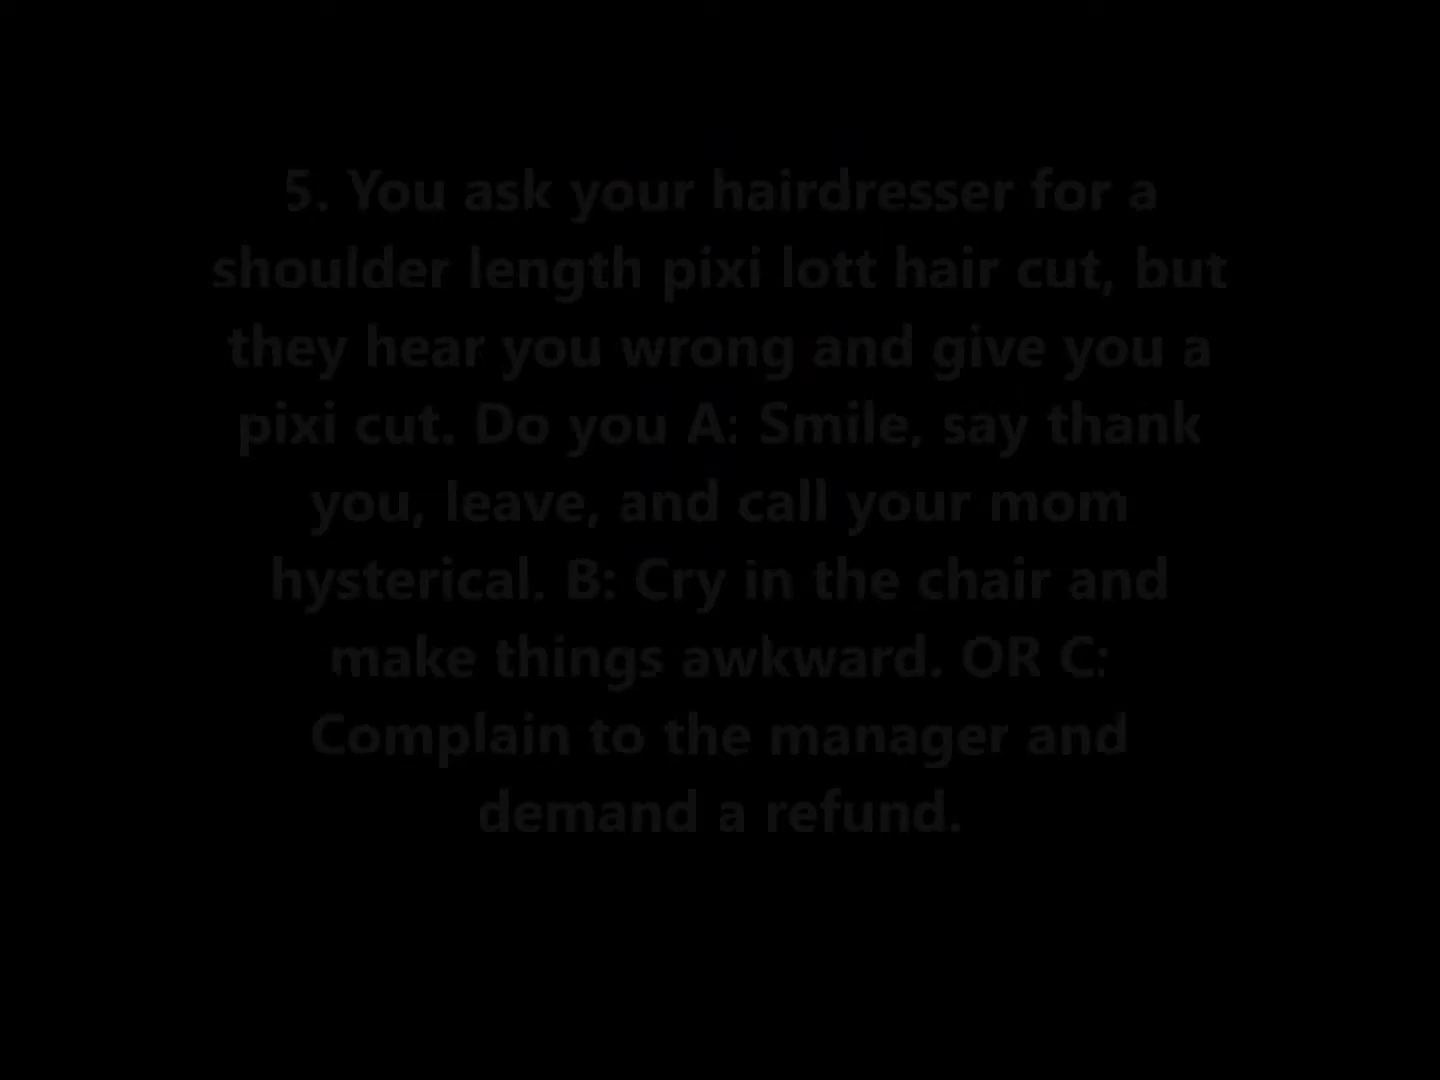 5. You ask your hairdresser for a
shoulder length pixi lott hair cut, but
they hear you wrong and give you a
pixi cut. Do you A: Smile, say thank
you, leave, and call your mom
hysterical. B: Cry in the chair and
make things awkward. OR C:
Complain to the manager and
demand a refund.